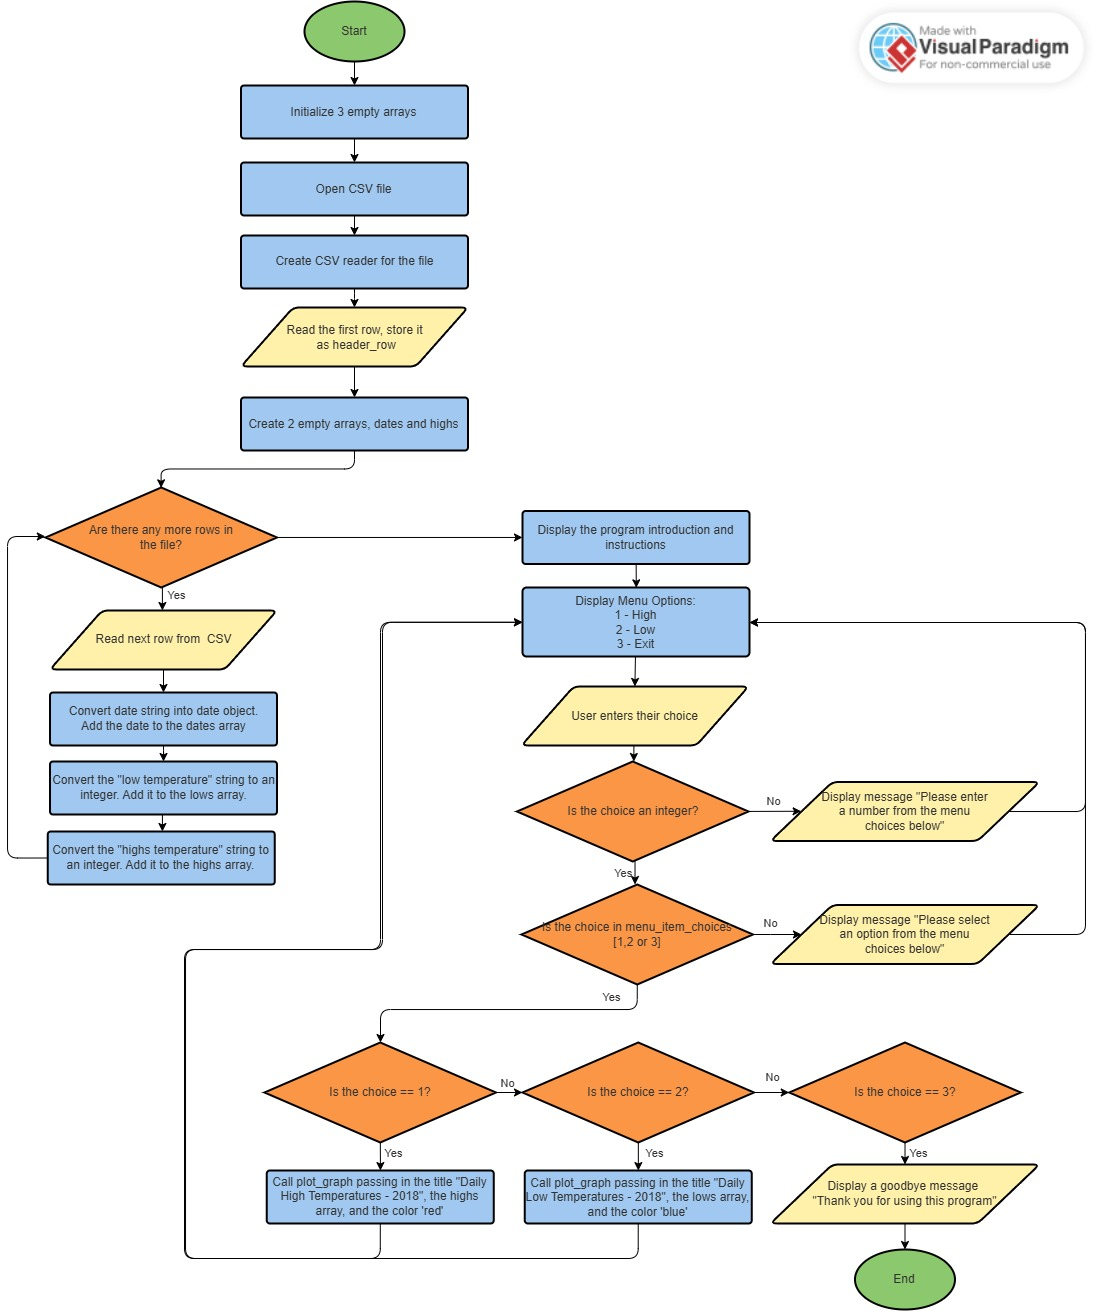 Start
Made with
VisualParadigm
For non-commercial use
Initialize 3 empty arrays
Open CSV file
Create CSV reader for the file
Read the first row, store it
as header_row
Create 2 empty arrays, dates and highs
Are there any more rows in
the file?
Yes
Read next row from CSV
Convert date string into date object.
Add the date to the dates array
Convert the "low temperature" string to an
integer. Add it to the lows array.
Convert the "highs temperature" string to
an integer. Add it to the highs array.
Display the program introduction and
instructions
Display Menu Options:
1 - High
2 - Low
3 - Exit
User enters their choice
Is the choice an integer?
No
Display message "Please enter
a number from the menu
choices below"
Yes
Is the choice in menu_item_choices
[1,2 or 3]
No
Display message "Please select
an option from the menu
choices below"
Yes
Is the choice == 1?
No
Is the choice == 2?
No
Is the choice == 3?
Yes
Yes
Yes
Call plot_graph passing in the title "Daily
High Temperatures - 2018", the highs
array, and the color 'red'
Call plot_graph passing in the title "Daily
Low Temperatures - 2018", the lows array,
and the color 'blue'
Display a goodbye message
"Thank you for using this program"
End